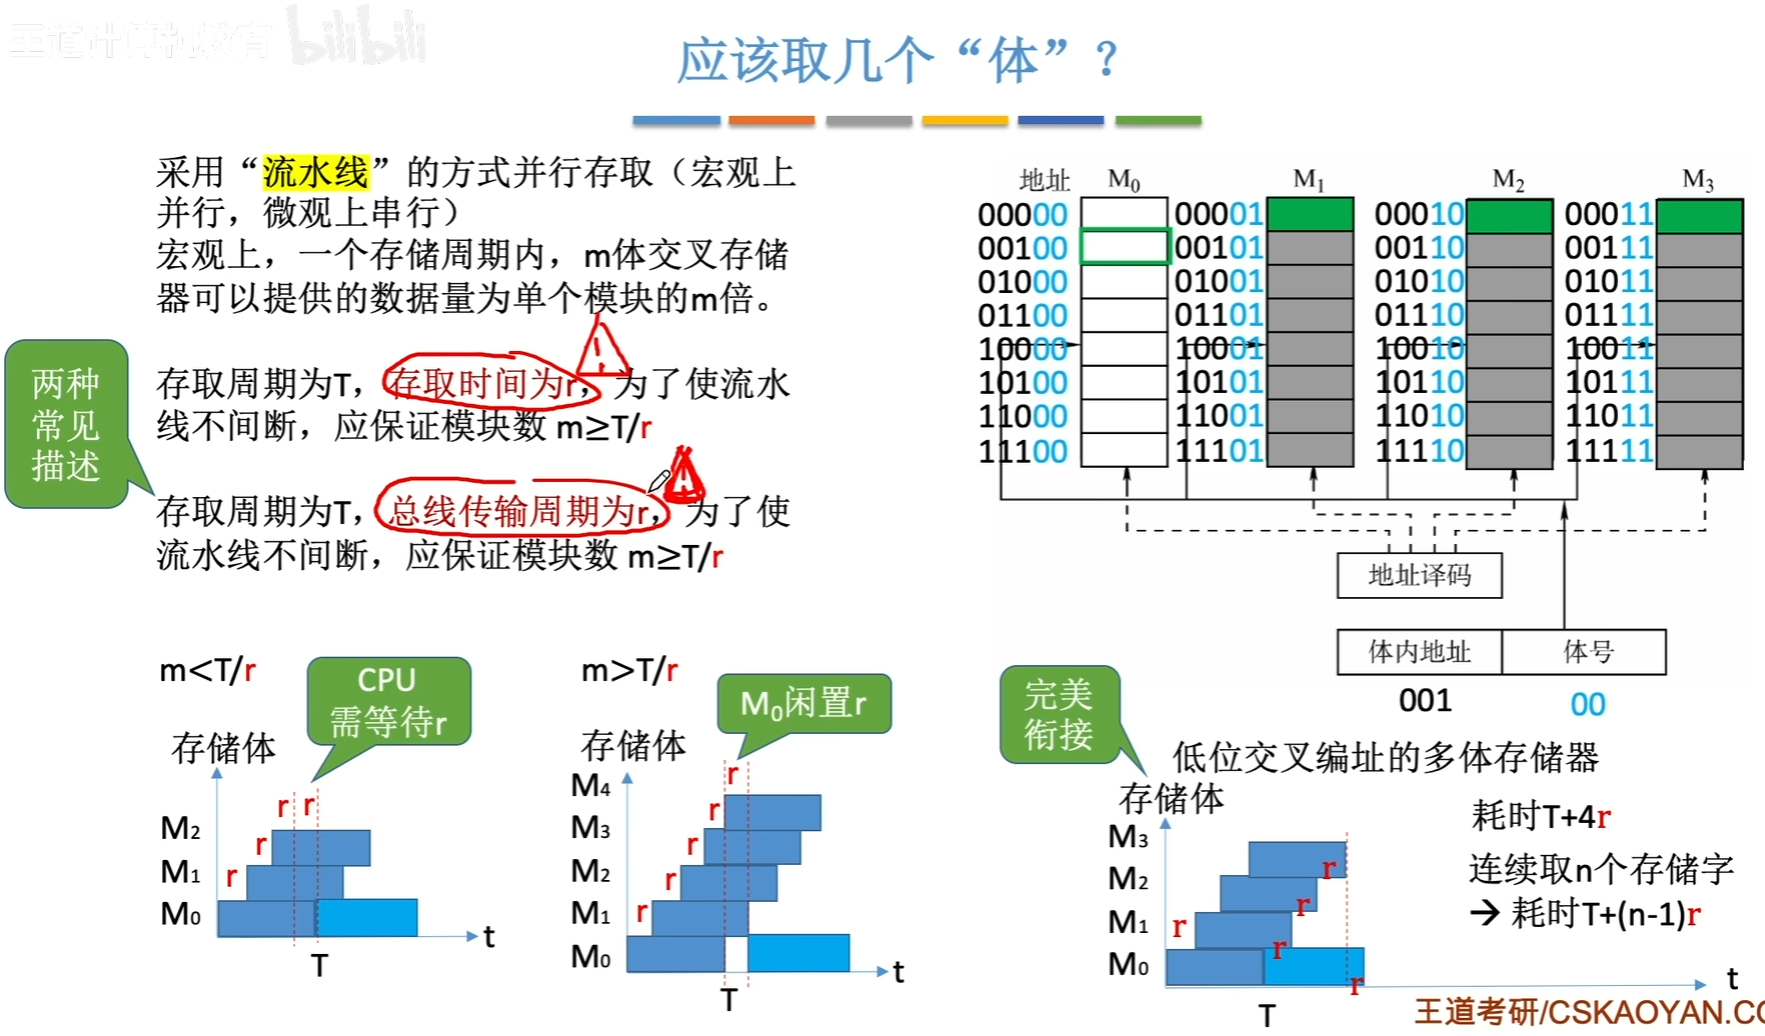 王道计算机教育 bilibili
应该取几个“体”？
采用“流水线”的方式并行存取（宏观上
并行，微观上串行）
宏观上，一个存储周期内，m体交叉存储
器可以提供的数据量为单个模块的m倍。
两种
常见
描述
存取周期为T，存取时间为r，为了使流水
线不间断，应保证模块数 m≥T/r
存取周期为T，总线传输周期为r，为了使
流水线不间断，应保证模块数 m≥T/r
地址 M0 M1 M2 M3
00000 00001 00010 00011
00100 00101 00110 00111
01000 01001 01010 01011
01100 01101 01110 01111
10000 10001 10010 10011
10100 10101 10110 10111
11000 11001 11010 11011
11100 11101 11110 11111
地址译码
体内地址 体号
001 00
低位交叉编址的多体存储器
m<T/r
CPU
需等待r
存储体
r r
M2 r
M1 r
M0
t
T
m>T/r
M0闲置r
存储体
r
M4 r
M3 r
M2 r
M1 r
M0
t
T
完美
衔接
存储体
M3 r
M2 r
M1 r r
M0 r
t
T
耗时T+4r
连续取n个存储字
→ 耗时T+(n-1)r
王道考研/CSKAOYAN.CO